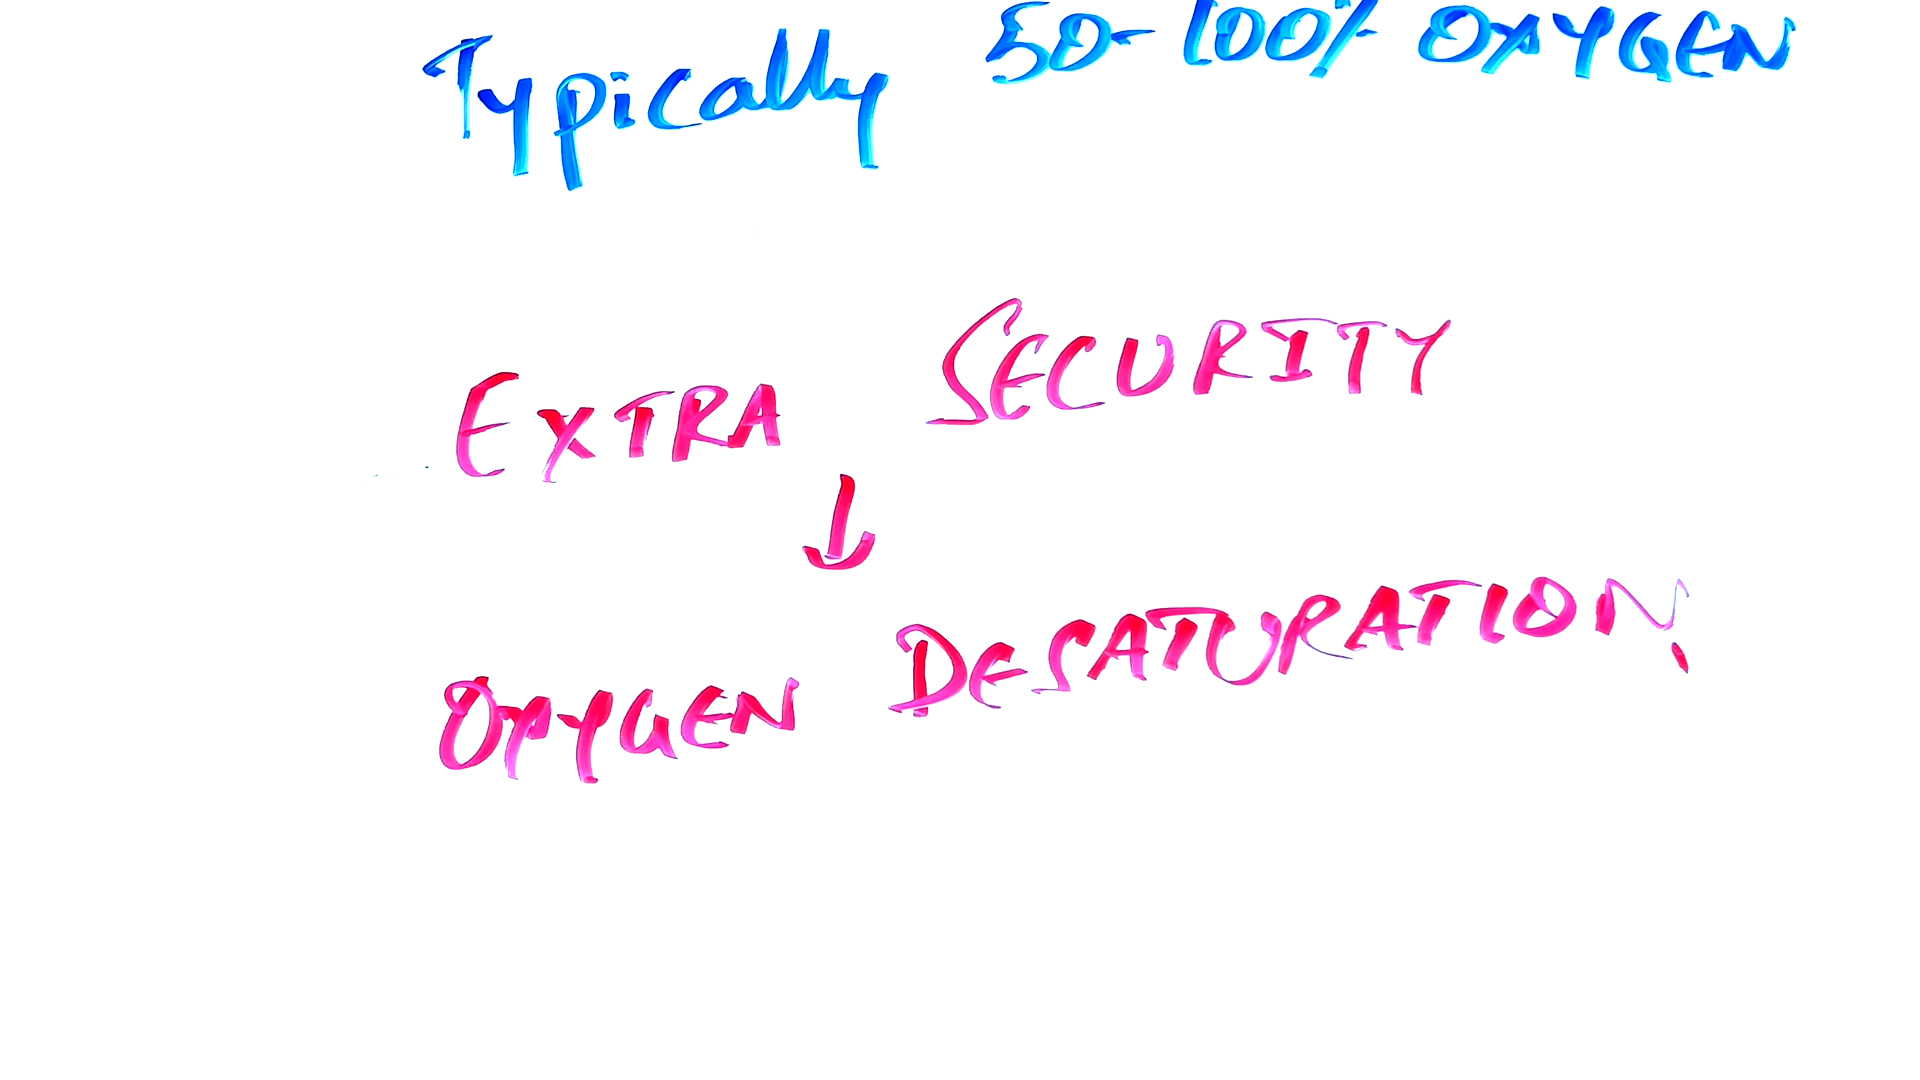 Typically 50-100% OXYGEN
EXTRA SECURITY
↓
OXYGEN DESATURATION.